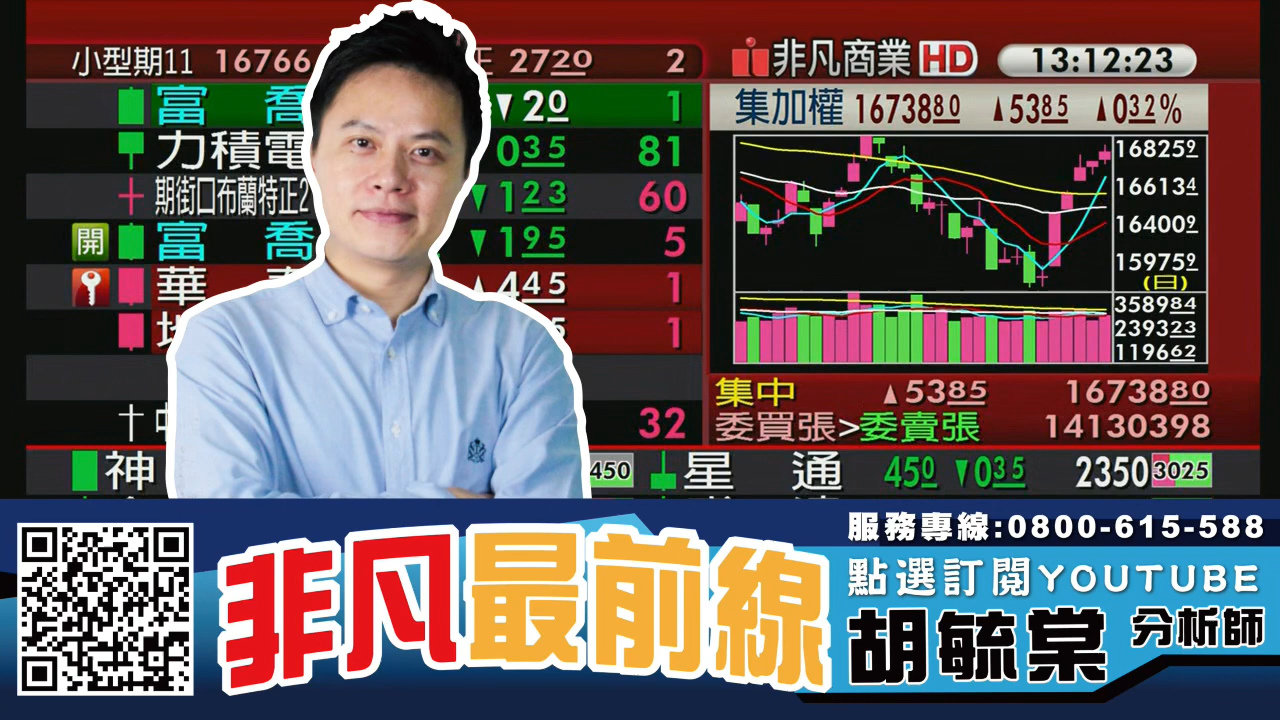 小型期11 16766 正 2720 2
非凡商業HD 13:12:23
富喬 ▼20 1
力積電 035 81
期街口布蘭特正2 ▼123 60
開 富喬 ▼195 5
華 ▲445 1
1
32
集加權 1673880 ▲5385 ▲032%
168259
166134
164009
159759
(日)
358984
239323
119662
集中 ▲5385 1673880
委買張>委賣張 14130398
神 450 星通 450 ▼035 2350 3025
非凡最前線
服務專線:0800-615-588
點選訂閱YOUTUBE
胡毓棠 分析師